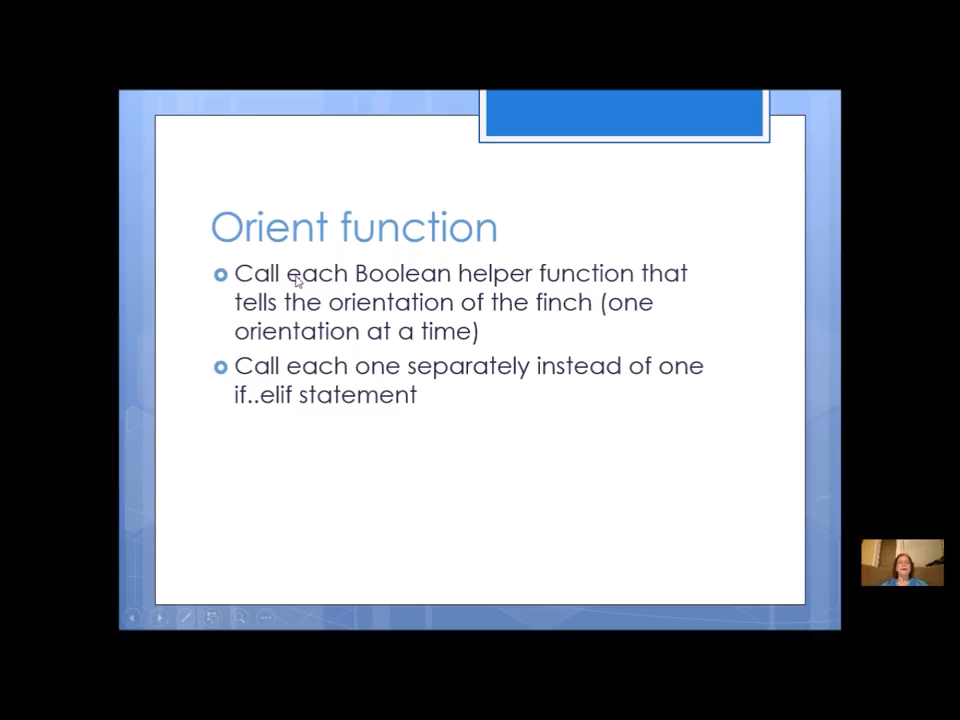 Orient function
Call each Boolean helper function that
tells the orientation of the finch (one
orientation at a time)
Call each one separately instead of one
if..elif statement